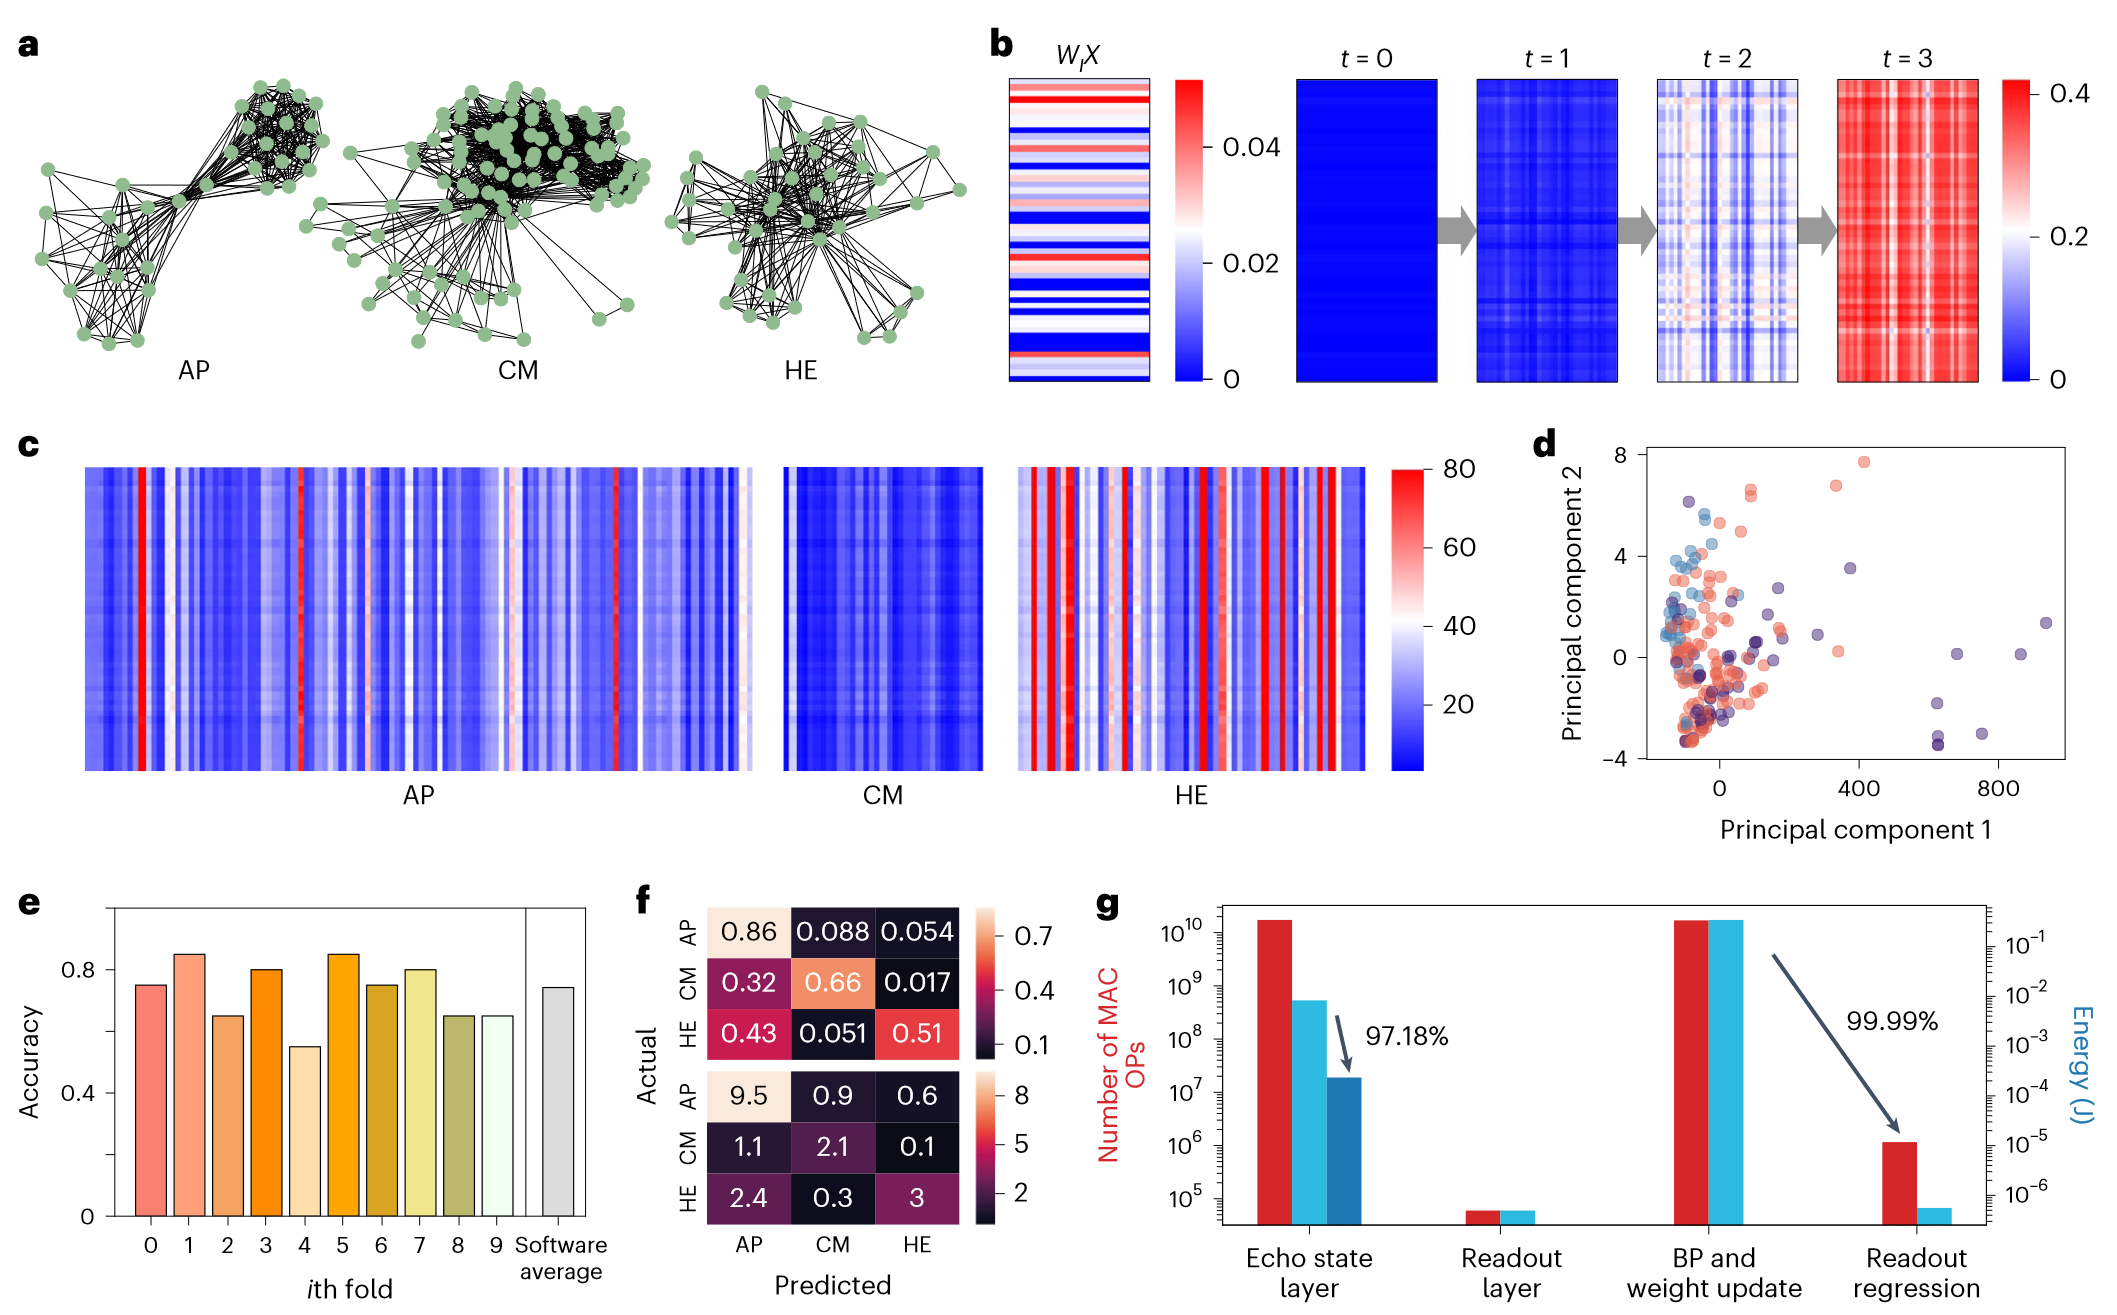 a
AP
CM
HE
b
WIX
0.04
0.02
0
t = 0
t = 1
t = 2
t = 3
0.4
0.2
0
c
AP
CM
HE
80
60
40
20
d
Principal component 2
8
4
0
−4
0
400
800
Principal component 1
e
Accuracy
0.8
0.4
0
0 1 2 3 4 5 6 7 8 9 Software
average
ith fold
f
Actual
AP 0.86 0.088 0.054
CM 0.32 0.66 0.017
HE 0.43 0.051 0.51
0.7
0.4
0.1
AP 9.5 0.9 0.6
CM 1.1 2.1 0.1
HE 2.4 0.3 3
8
5
2
AP CM HE
Predicted
g
Number of MAC
OPs
10^10
10^9
10^8
10^7
10^6
10^5
97.18%
99.99%
10^−1
10^−2
10^−3
10^−4
10^−5
10^−6
Energy (J)
Echo state
layer
Readout
layer
BP and
weight update
Readout
regression